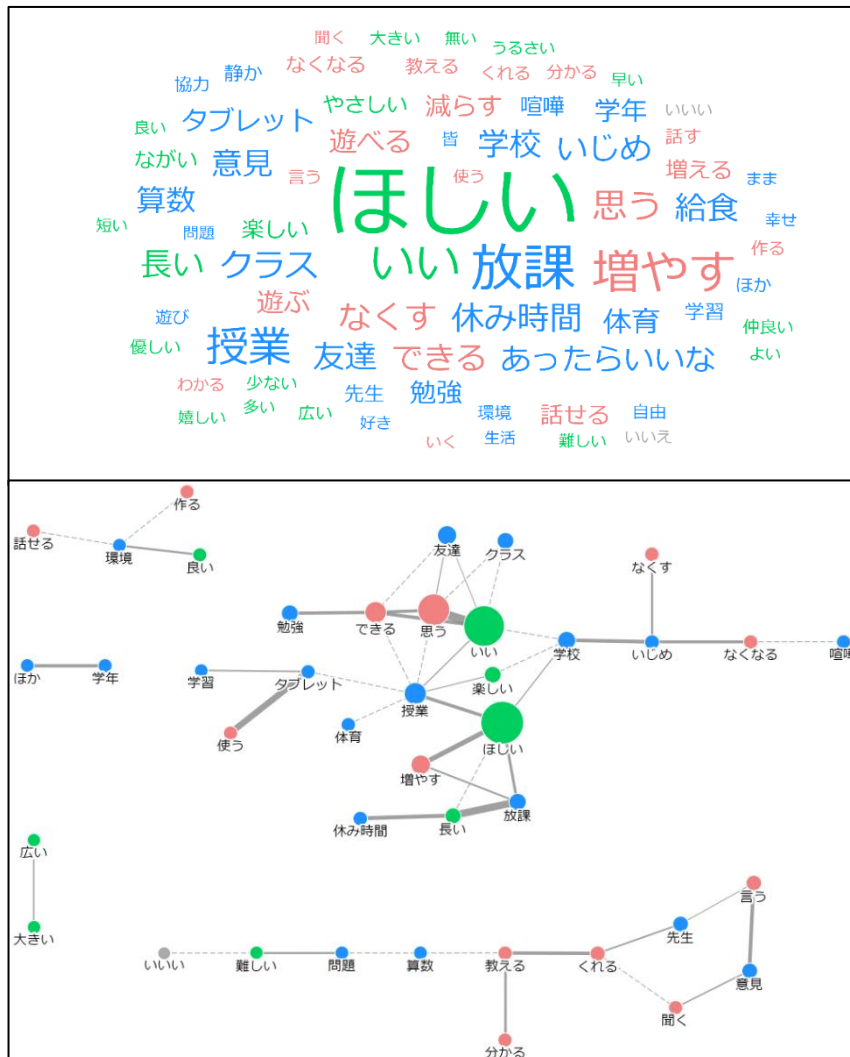 聞く 大きい 無い うるさい
なくなる 教える くれる 分かる
協力 静か 早い
やさしい 減らす 喧嘩 学年 いいい
良い タブレット 遊べる 皆 学校 いじめ 話す
ながい 意見 言う 使う 増える まま
算数 ほしい 思う 給食 幸せ
短い 問題 楽しい 作る
長い クラス いい 放課 増やす ほか
遊び 遊ぶ なくす 休み時間 体育 学習 仲良い
優しい 授業 友達 できる あったらいいな よい
わかる 少ない 先生 勉強
嬉しい 多い 広い 好き 環境 話せる 自由
いく 生活 難しい いいえ
作る
話せる 環境 良い
友達 クラス
なくす
勉強 できる 思う いい
学校 いじめ なくなる 喧嘩
ほか 学年 学習 タブレット 楽しい
授業
使う 体育 ほしい
増やす
休み時間 長い 放課
広い
大きい
言う
先生
いいい 難しい 問題 算数 教える くれる
意見
聞く
分かる